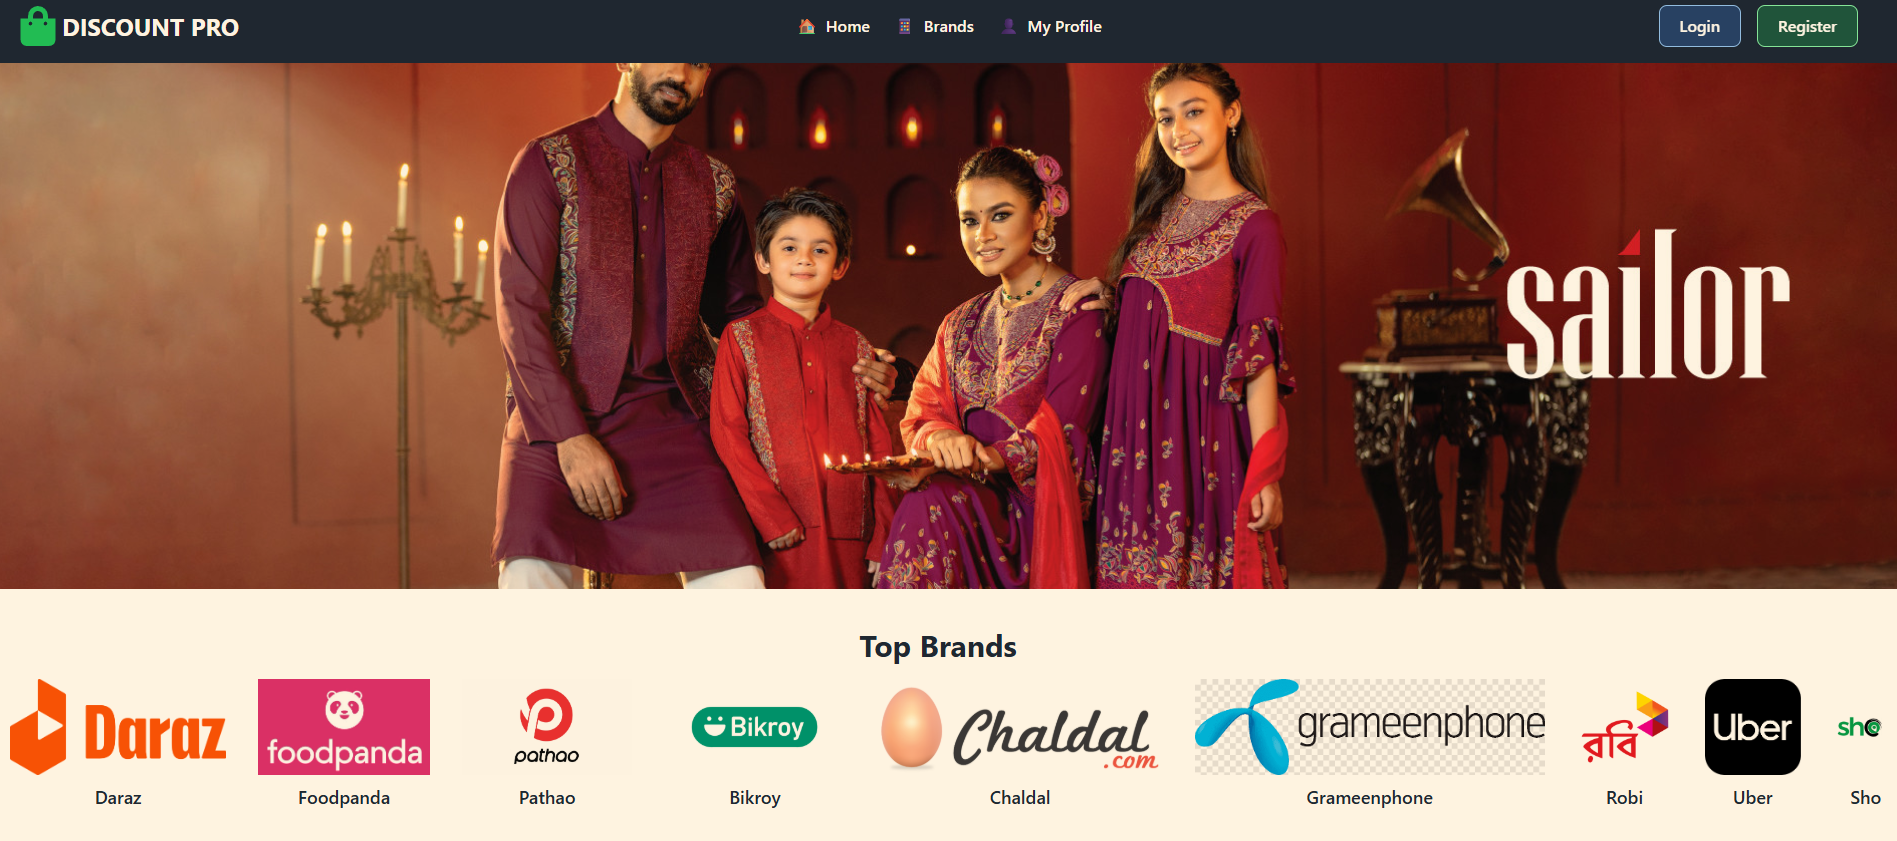 DISCOUNT PRO
Home
Brands
My Profile
Login
Register
sailor
Top Brands
Daraz
foodpanda
pathao
Bikroy
Chaldal
.com
grameenphone
রবি
Uber
sho
Daraz
Foodpanda
Pathao
Bikroy
Chaldal
Grameenphone
Robi
Uber
Sho